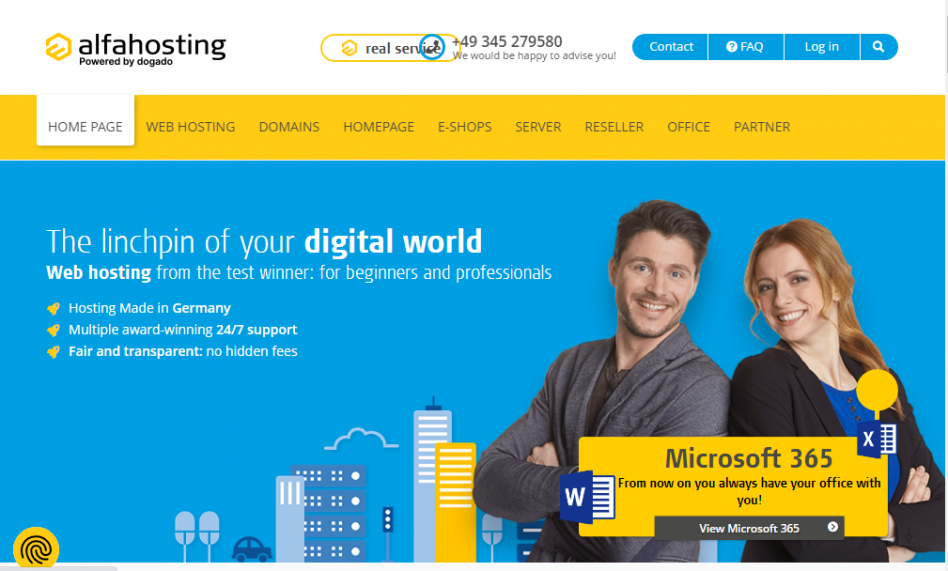 alfahosting
Powered by dogado
real service
+49 345 279580
We would be happy to advise you!
Contact
FAQ
Log in
HOME PAGE
WEB HOSTING
DOMAINS
HOMEPAGE
E-SHOPS
SERVER
RESELLER
OFFICE
PARTNER
The linchpin of your digital world
Web hosting from the test winner: for beginners and professionals
Hosting Made in Germany
Multiple award-winning 24/7 support
Fair and transparent: no hidden fees
X
Microsoft 365
W
From now on you always have your office with
you!
View Microsoft 365